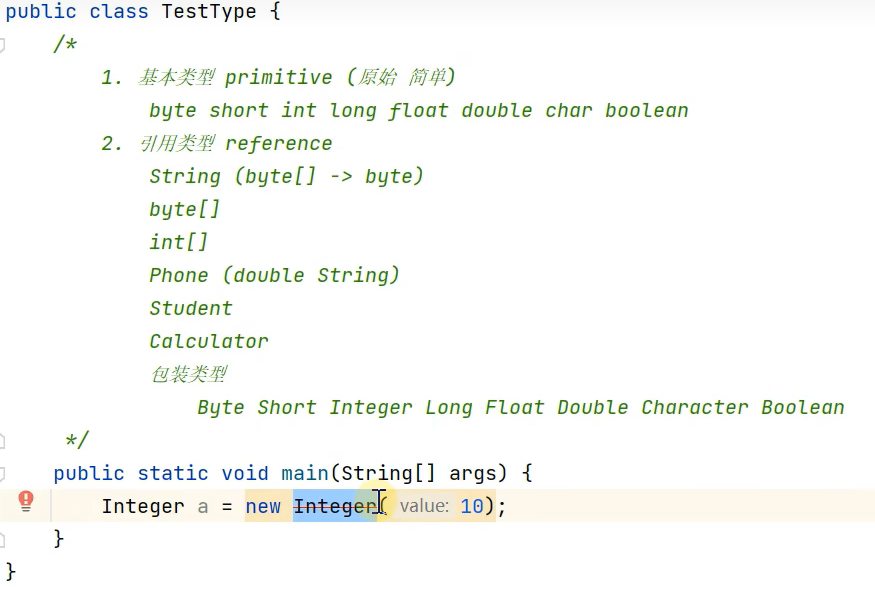 public class TestType {
/*
1. 基本类型 primitive (原始 简单)
byte short int long float double char boolean
2. 引用类型 reference
String (byte[] -> byte)
byte[]
int[]
Phone (double String)
Student
Calculator
包装类型
Byte Short Integer Long Float Double Character Boolean
*/
public static void main(String[] args) {
Integer a = new Integer( value: 10);
}
}